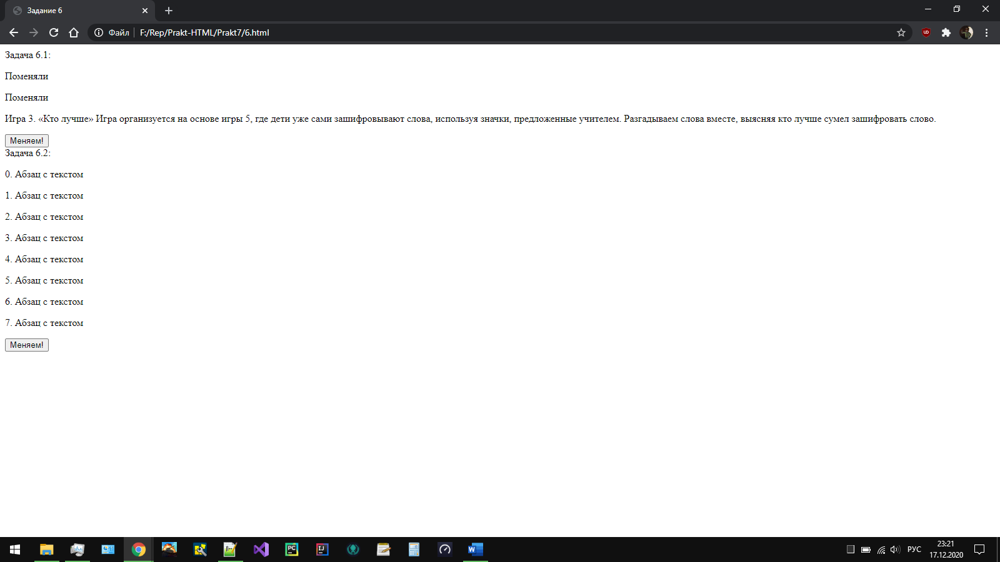 Задание 6
Файл F:/Rep/Prakt-HTML/Prakt7/6.html
Задача 6.1:
Поменяли
Поменяли
Игра 3. «Кто лучше» Игра организуется на основе игры 5, где дети уже сами зашифровывают слова, используя значки, предложенные учителем. Разгадываем слова вместе, выясняя кто лучше сумел зашифровать слово.
Меняем!
Задача 6.2:
0. Абзац с текстом
1. Абзац с текстом
2. Абзац с текстом
3. Абзац с текстом
4. Абзац с текстом
5. Абзац с текстом
6. Абзац с текстом
7. Абзац с текстом
Меняем!
PC IJ W РУС 23:21
17.12.2020